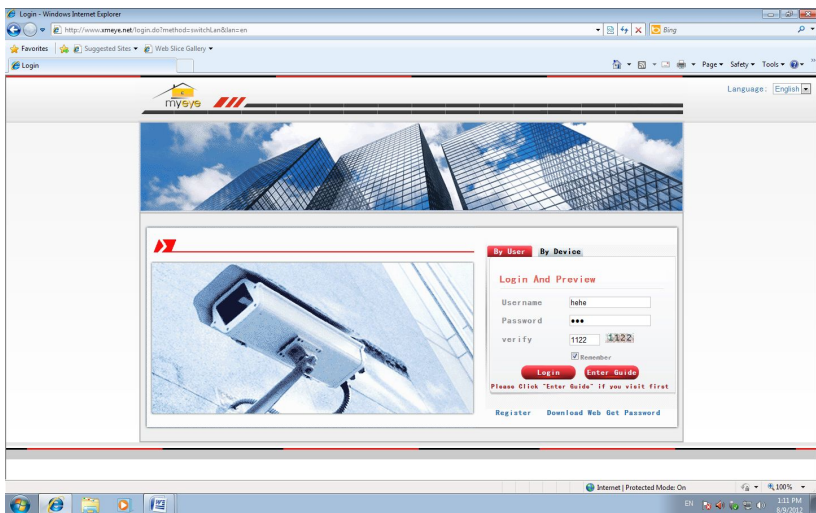 Login - Windows Internet Explorer
http://www.xmeye.net/login.do?method=switchLan&lan=en
Bing
Favorites Suggested Sites Web Slice Gallery
Login
Page Safety Tools
Language: English
myeye
By User By Device
Login And Preview
Username hehe
Password •••
verify 1122 1122
Remember
Login Enter Guide
Please Click "Enter Guide" if you visit first
Register Download Web Get Password
Internet | Protected Mode: On 100%
EN 1:11 PM
8/9/2012